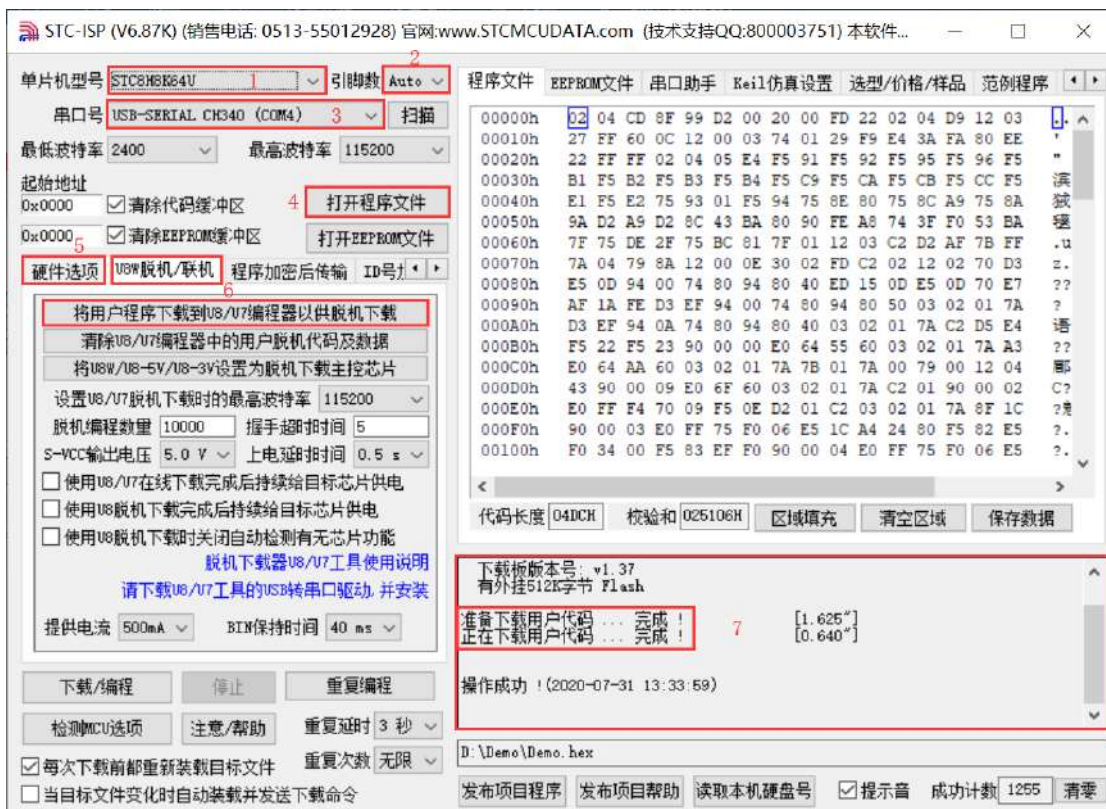 STC-ISP (V6.87K) (销售电话: 0513-55012928) 官网:www.STCMCUDATA.com (技术支持QQ:800003751) 本软件...
单片机型号 STC8H8K64U 1 引脚数 Auto 2
串口号 USB-SERIAL CH340 (COM4) 3 扫描
最低波特率 2400 最高波特率 115200
起始地址
0x0000 清除代码缓冲区 4 打开程序文件
0x0000 清除EEPROM缓冲区 打开EEPROM文件
5
硬件选项 U8W脱机/联机 程序加密后传输 ID号
6
将用户程序下载到U8/U7编程器以供脱机下载
清除U8/U7编程器中的用户脱机代码及数据
将U8W/U8-5V/U8-3V设置为脱机下载主控芯片
设置U8/U7脱机下载时的最高波特率 115200
脱机编程数量 10000 握手超时时间 5
S-VCC输出电压 5.0 V 上电延时时间 0.5 s
使用U8/U7在线下载完成后持续给目标芯片供电
使用U8脱机下载完成后持续给目标芯片供电
使用U8脱机下载时关闭自动检测有无芯片功能
脱机下载器U8/U7工具使用说明
请下载U8/U7工具的USB转串口驱动,并安装
提供电流 500mA BIN保持时间 40 ms
下载/编程 停止 重复编程
检测MCU选项 注意/帮助 重复延时 3 秒
重复次数 无限
每次下载前都重新装载目标文件
当目标文件变化时自动装载并发送下载命令
程序文件 EEPROM文件 串口助手 Keil仿真设置 选型/价格/样品 范例程序
00000h 02 04 CD 8F 99 D2 00 20 00 FD 22 02 04 D9 12 03 ..
00010h 27 FF 60 0C 12 00 03 74 01 29 F9 E4 3A FA 80 EE '
00020h 22 FF FF 02 04 05 E4 F5 91 F5 92 F5 95 F5 96 F5 "
00030h B1 F5 B2 F5 B3 F5 B4 F5 C9 F5 CA F5 CB F5 CC F5
00040h E1 F5 E2 75 93 01 F5 94 75 8E 80 75 8C A9 75 8A
00050h 9A D2 A9 D2 8C 43 BA 80 90 FE A8 74 3F F0 53 BA
00060h 7F 75 DE 2F 75 BC 81 7F 01 12 03 C2 D2 AF 7B FF .u
00070h 7A 04 79 8A 12 00 0E 30 02 FD C2 02 12 02 70 D3 z.
00080h E5 0D 94 00 74 80 94 80 40 ED 15 0D E5 0D 70 E7 ??
00090h AF 1A FE D3 EF 94 00 74 80 94 80 50 03 02 01 7A ?
000A0h D3 EF 94 0A 74 80 94 80 40 03 02 01 7A C2 D5 E4 语
000B0h F5 22 F5 23 90 00 00 E0 64 55 60 03 02 01 7A A3 ??
000C0h E0 64 AA 60 03 02 01 7A 7B 01 7A 00 79 00 12 04
000D0h 43 90 00 09 E0 6F 60 03 02 01 7A C2 01 90 00 02 C?
000E0h E0 FF F4 70 09 F5 0E D2 01 C2 03 02 01 7A 8F 1C
000F0h 90 00 03 E0 FF 75 F0 06 E5 1C A4 24 80 F5 82 E5 ?.
00100h F0 34 00 F5 83 EF F0 90 00 04 E0 FF 75 F0 06 E5 ?.
代码长度 04DCH 校验和 025106H 区域填充 清空区域 保存数据
下载板版本号: v1.37
有外挂512K字节 Flash
准备下载用户代码 ... 完成 ! [1.625"]
正在下载用户代码 ... 完成 ! 7 [0.640"]
操作成功 !(2020-07-31 13:33:59)
D:\Demo\Demo.hex
发布项目程序 发布项目帮助 读取本机硬盘号 提示音 成功计数 1255 清零